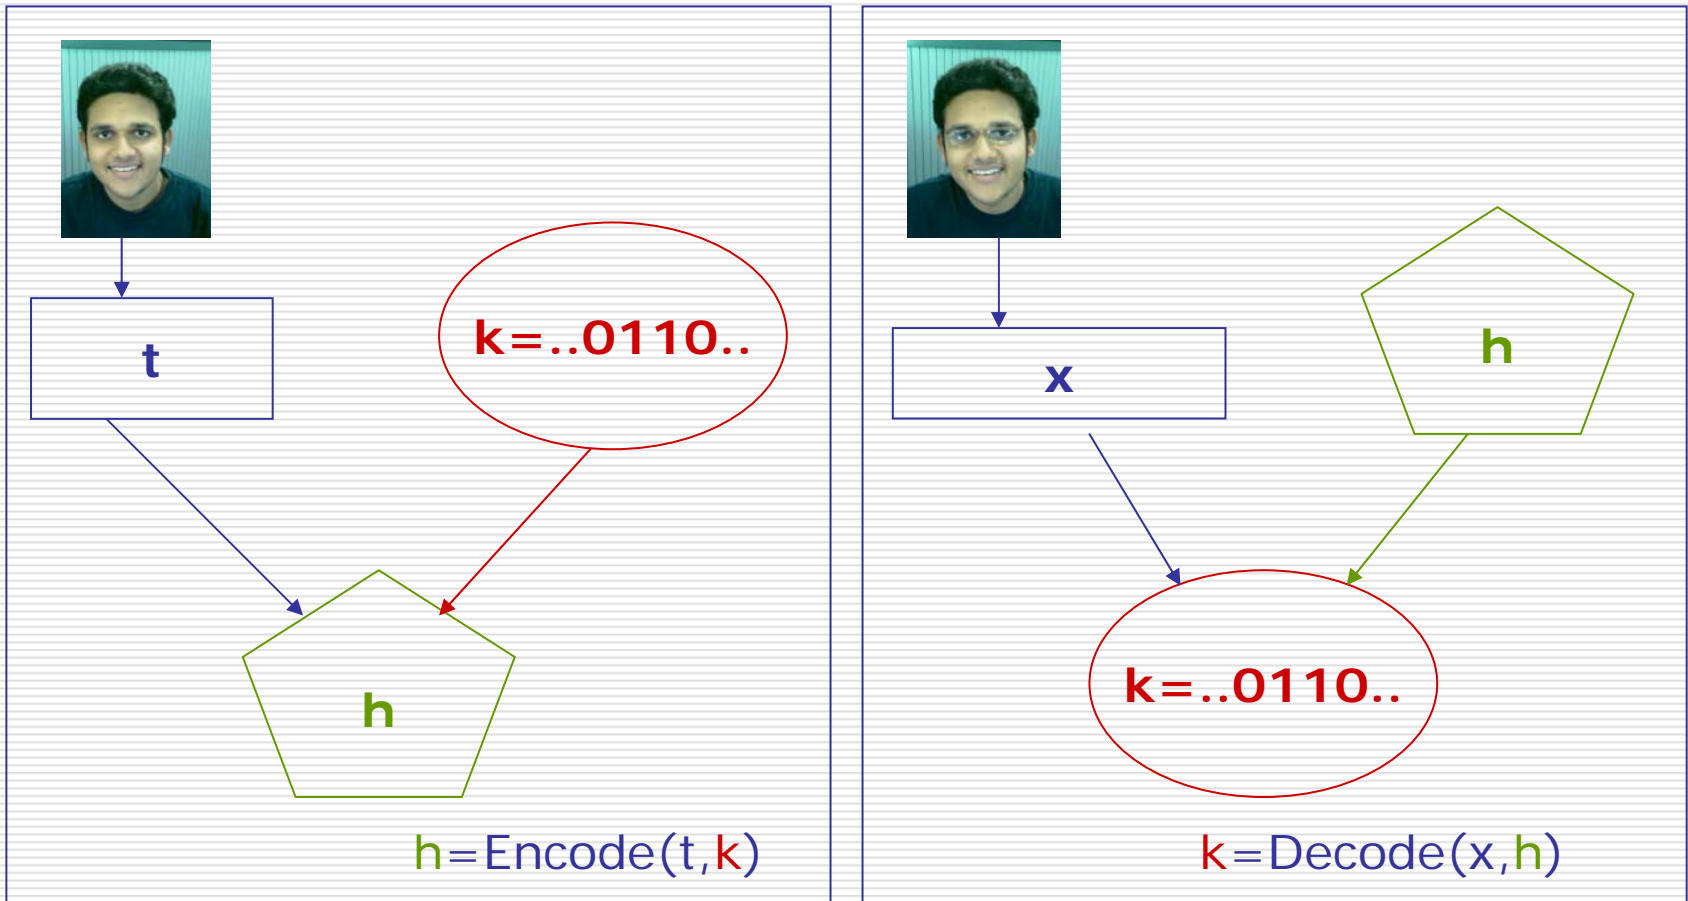 t
k=..0110..
h
h=Encode(t,k)
x
h
k=..0110..
k=Decode(x,h)